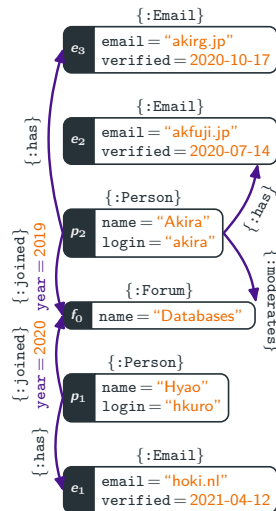 {:Email}
e3
email = “akirg.jp”
verified = 2020-10-17
{:has}
{:Email}
e2
email = “akfuji.jp”
verified = 2020-07-14
{:Person}
p2
name = “Akira”
login = “akira”
{:has}
{:joined}
year = 2019
{:moderates}
{:Forum}
f0
name = “Databases”
{:joined}
year = 2020
{:Person}
p1
name = “Hyao”
login = “hkuro”
{:has}
{:Email}
e1
email = “hoki.nl”
verified = 2021-04-12